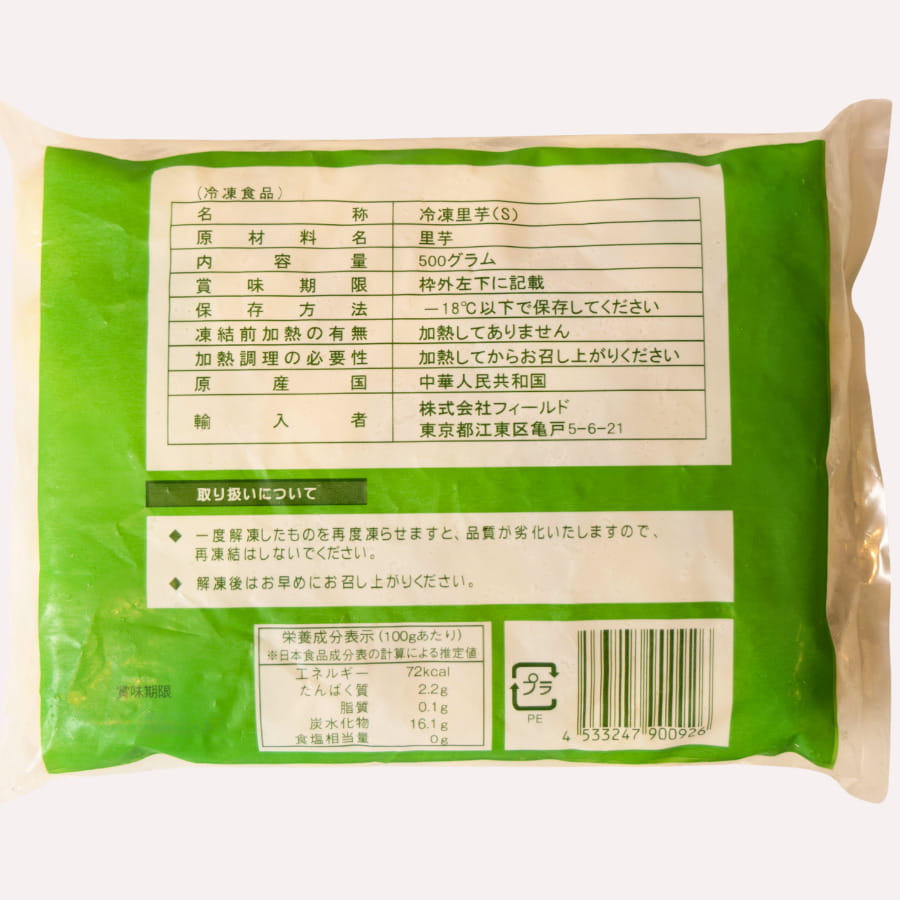 (冷凍食品)
名称 冷凍里芋(S)
原材料名 里芋
内容量 500グラム
賞味期限 枠外左下に記載
保存方法 －18℃以下で保存してください
凍結前加熱の有無 加熱してありません
加熱調理の必要性 加熱してからお召し上がりください
原産国 中華人民共和国
輸入者 株式会社フィールド
東京都江東区亀戸5-6-21
取り扱いについて
◆ 一度解凍したものを再度凍らせますと、品質が劣化いたしますので、
再凍結はしないでください。
◆ 解凍後はお早めにお召し上がりください。
賞味期限
栄養成分表示(100gあたり)
※日本食品成分表の計算による推定値
エネルギー 72kcal
たんぱく質 2.2g
脂質 0.1g
炭水化物 16.1g
食塩相当量 0g
プラ
PE
4 533247 900926